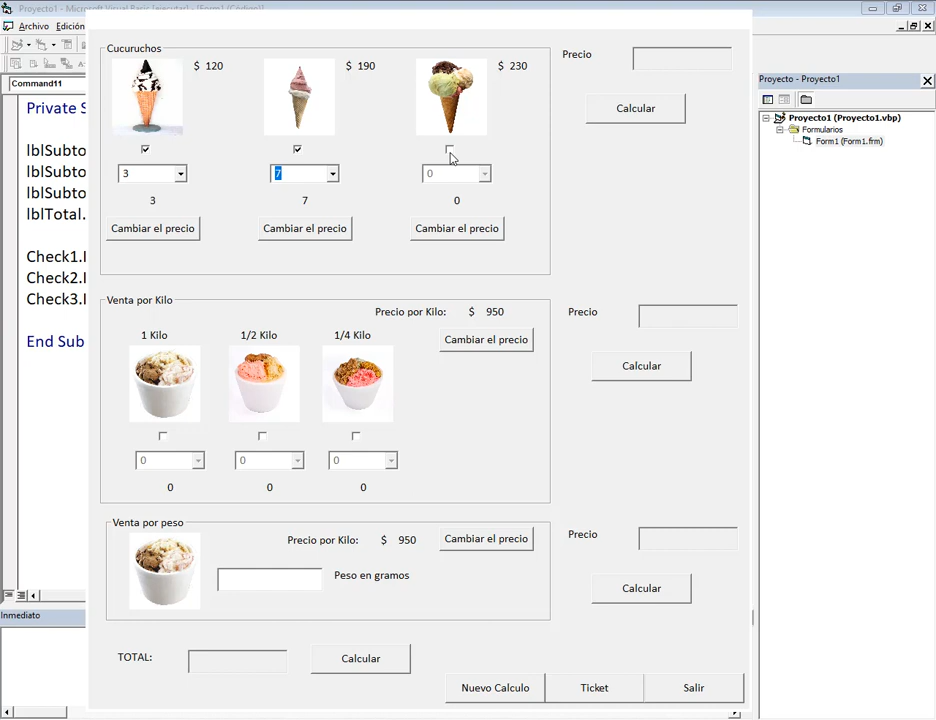 Proyecto1 - Microsoft Visual Basic [ejecutar] - [Form1 (Código)]
Archivo Edición
Command11
Private S
lblSubto
lblSubto
lblSubto
lblTotal.
Check1.I
Check2.I
Check3.I
End Sub
Inmediato
Cucuruchos
$ 120
$ 190
$ 230
3
7
0
3
7
0
Cambiar el precio
Cambiar el precio
Cambiar el precio
Precio
Calcular
Venta por Kilo
Precio por Kilo: $ 950
Cambiar el precio
1 Kilo
1/2 Kilo
1/4 Kilo
0
0
0
0
0
0
Precio
Calcular
Venta por peso
Precio por Kilo: $ 950
Cambiar el precio
Peso en gramos
Precio
Calcular
TOTAL:
Calcular
Nuevo Calculo
Ticket
Salir
Proyecto - Proyecto1
Proyecto1 (Proyecto1.vbp)
Formularios
Form1 (Form1.frm)